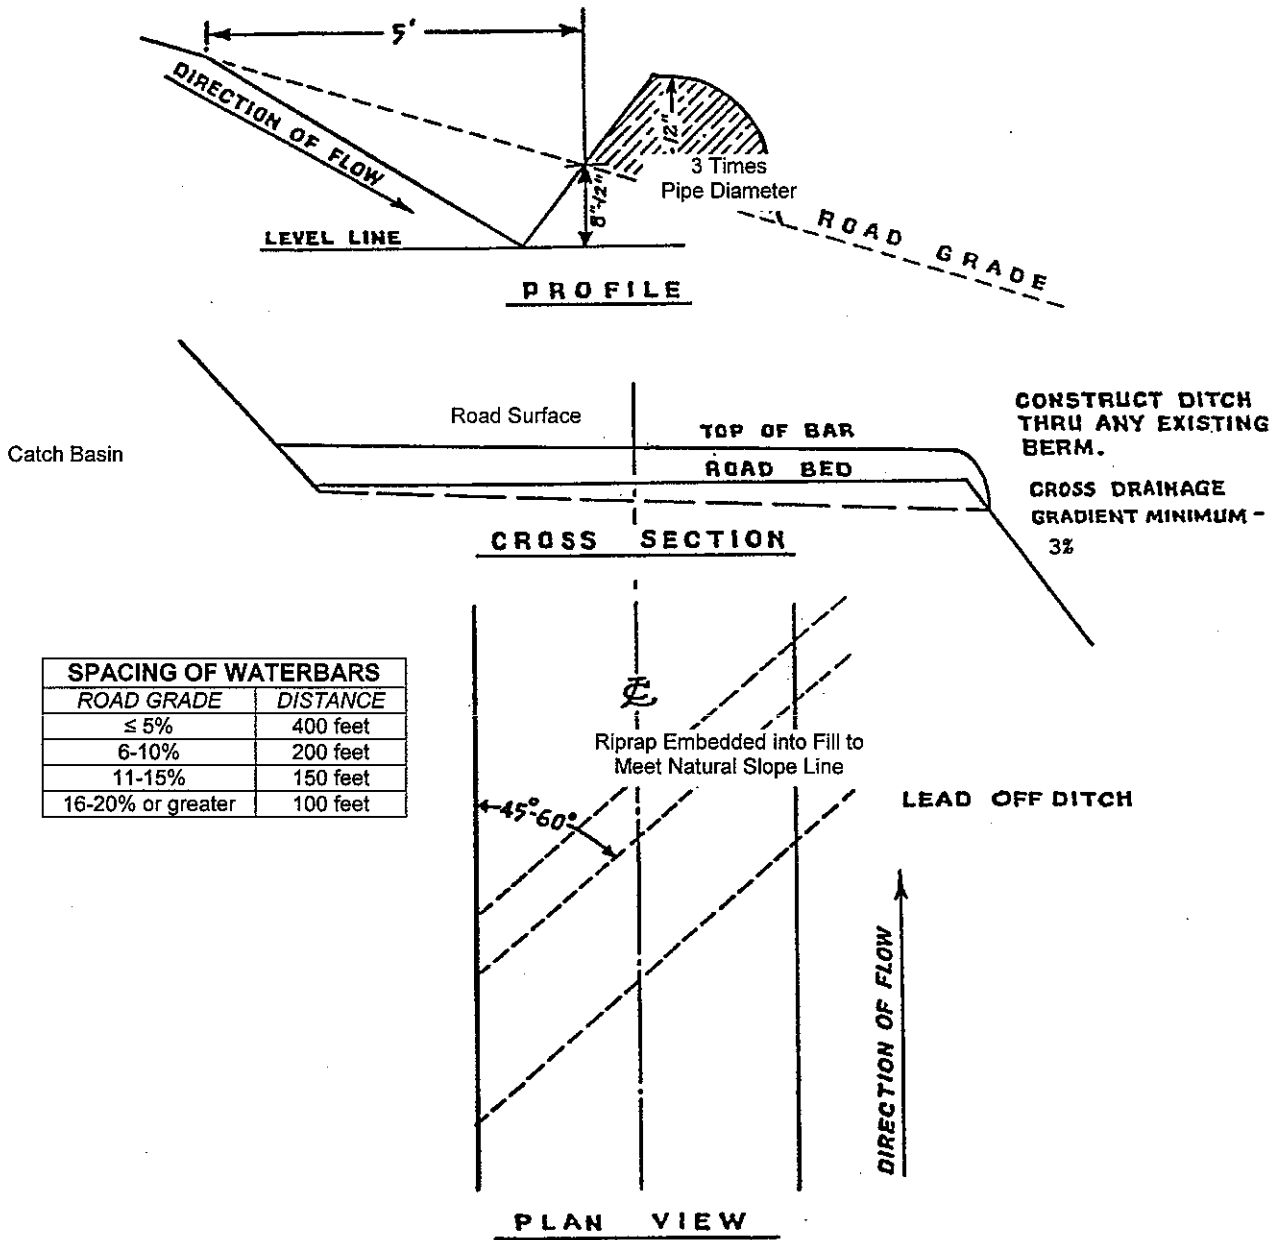 5'
DIRECTION OF FLOW
12"
3 Times
Pipe Diameter
8"-12"
ROAD GRADE
LEVEL LINE
PROFILE
Catch Basin
Road Surface
TOP OF BAR
ROAD BED
CONSTRUCT DITCH
THRU ANY EXISTING
BERM.
CROSS DRAINAGE
GRADIENT MINIMUM -
3%
CROSS SECTION
SPACING OF WATERBARS
ROAD GRADE DISTANCE
≤ 5% 400 feet
6-10% 200 feet
11-15% 150 feet
16-20% or greater 100 feet
℄
Riprap Embedded into Fill to
Meet Natural Slope Line
45°-60°
LEAD OFF DITCH
DIRECTION OF FLOW
PLAN VIEW